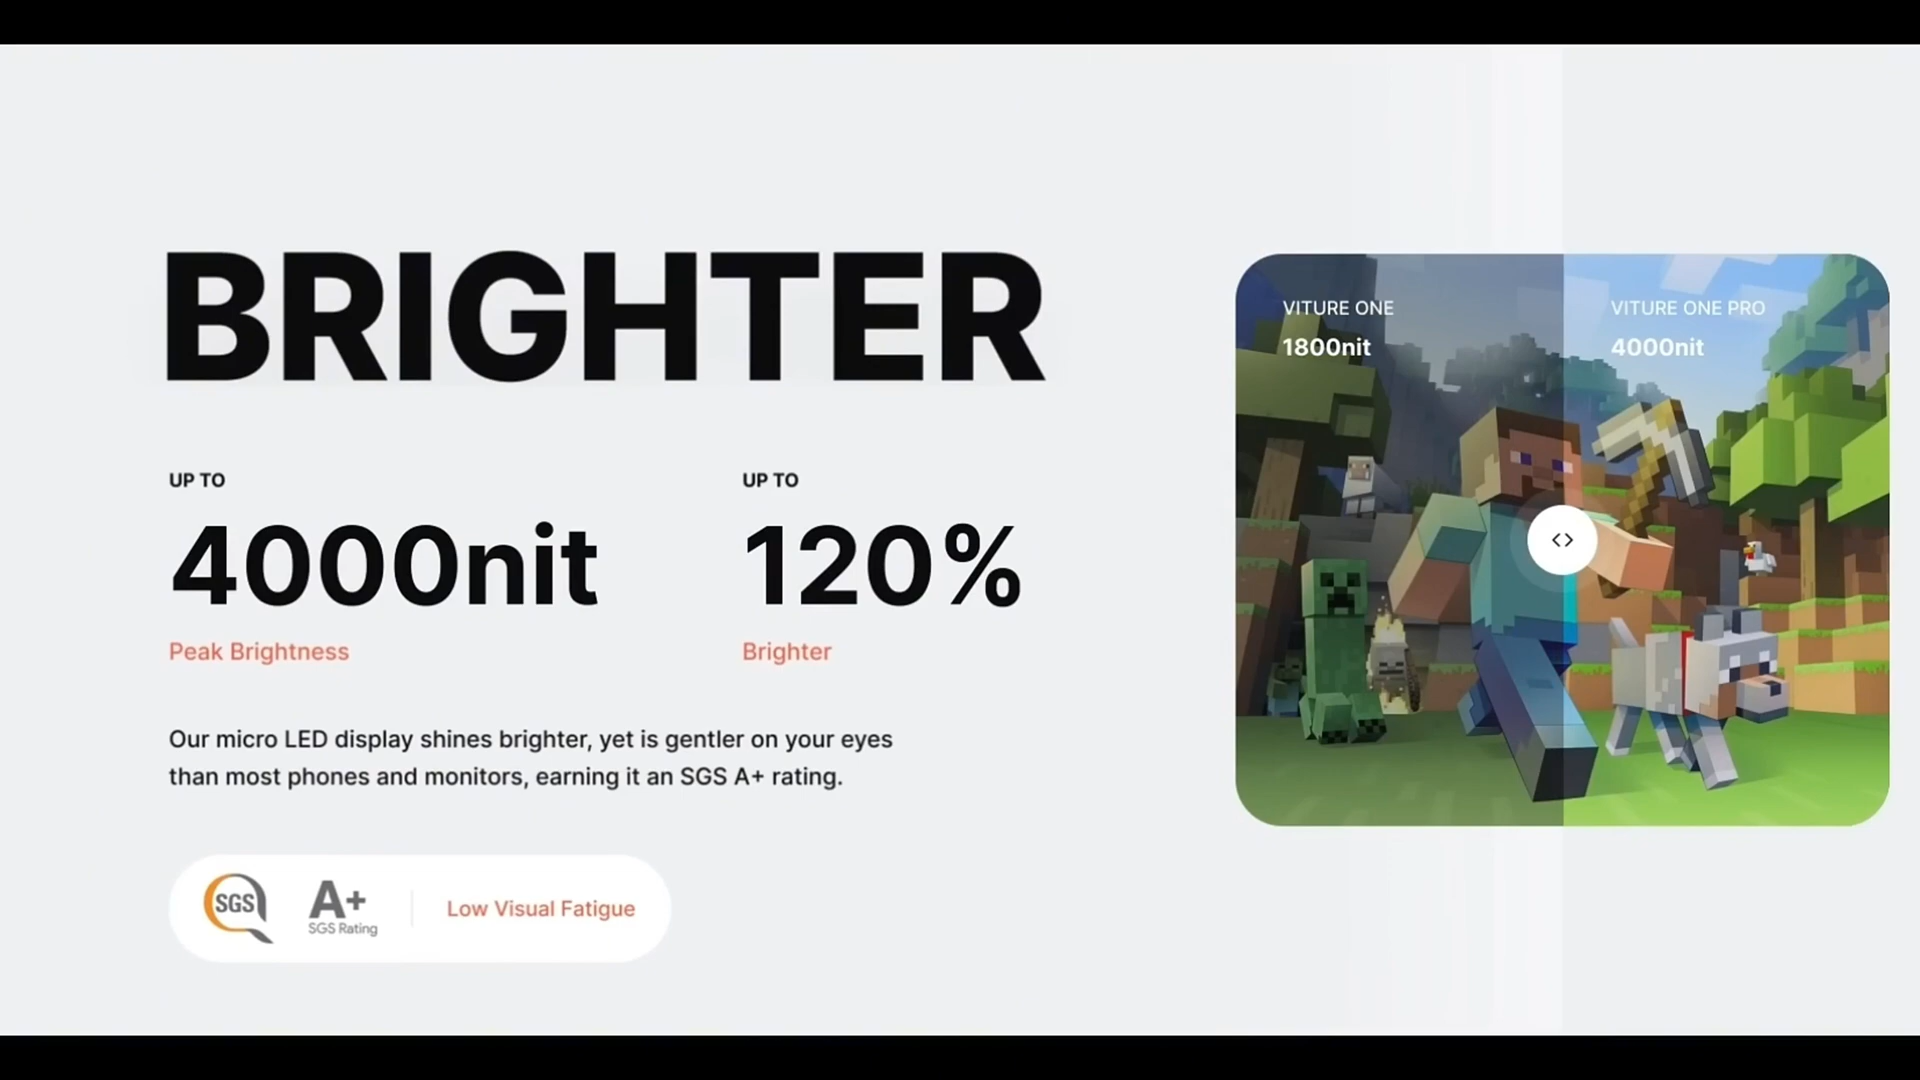 BRIGHTER
UP TO
4000nit
Peak Brightness
UP TO
120%
Brighter
Our micro LED display shines brighter, yet is gentler on your eyes
than most phones and monitors, earning it an SGS A+ rating.
SGS
A+
SGS Rating
Low Visual Fatigue
VITURE ONE
1800nit
VITURE ONE PRO
4000nit